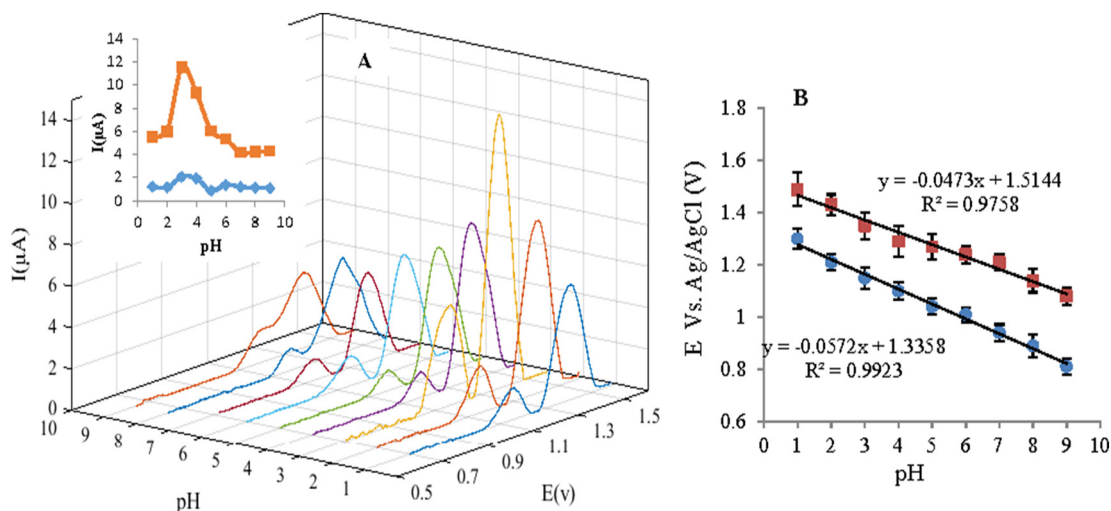 A
I(µA)
14
12
10
8
6
4
2
0
0 2 4 6 8 10
pH
I(µA)
14
12
10
8
6
4
2
0
10 9 8 7 6 5 4 3 2 1
pH
0.5 0.7 0.9 1.1 1.3 1.5
E(v)
B
E Vs. Ag/AgCl (V)
1.8
1.6
1.4
1.2
1
0.8
0.6
y = -0.0473x + 1.5144
R² = 0.9758
y = -0.0572x + 1.3358
R² = 0.9923
0 1 2 3 4 5 6 7 8 9 10
pH